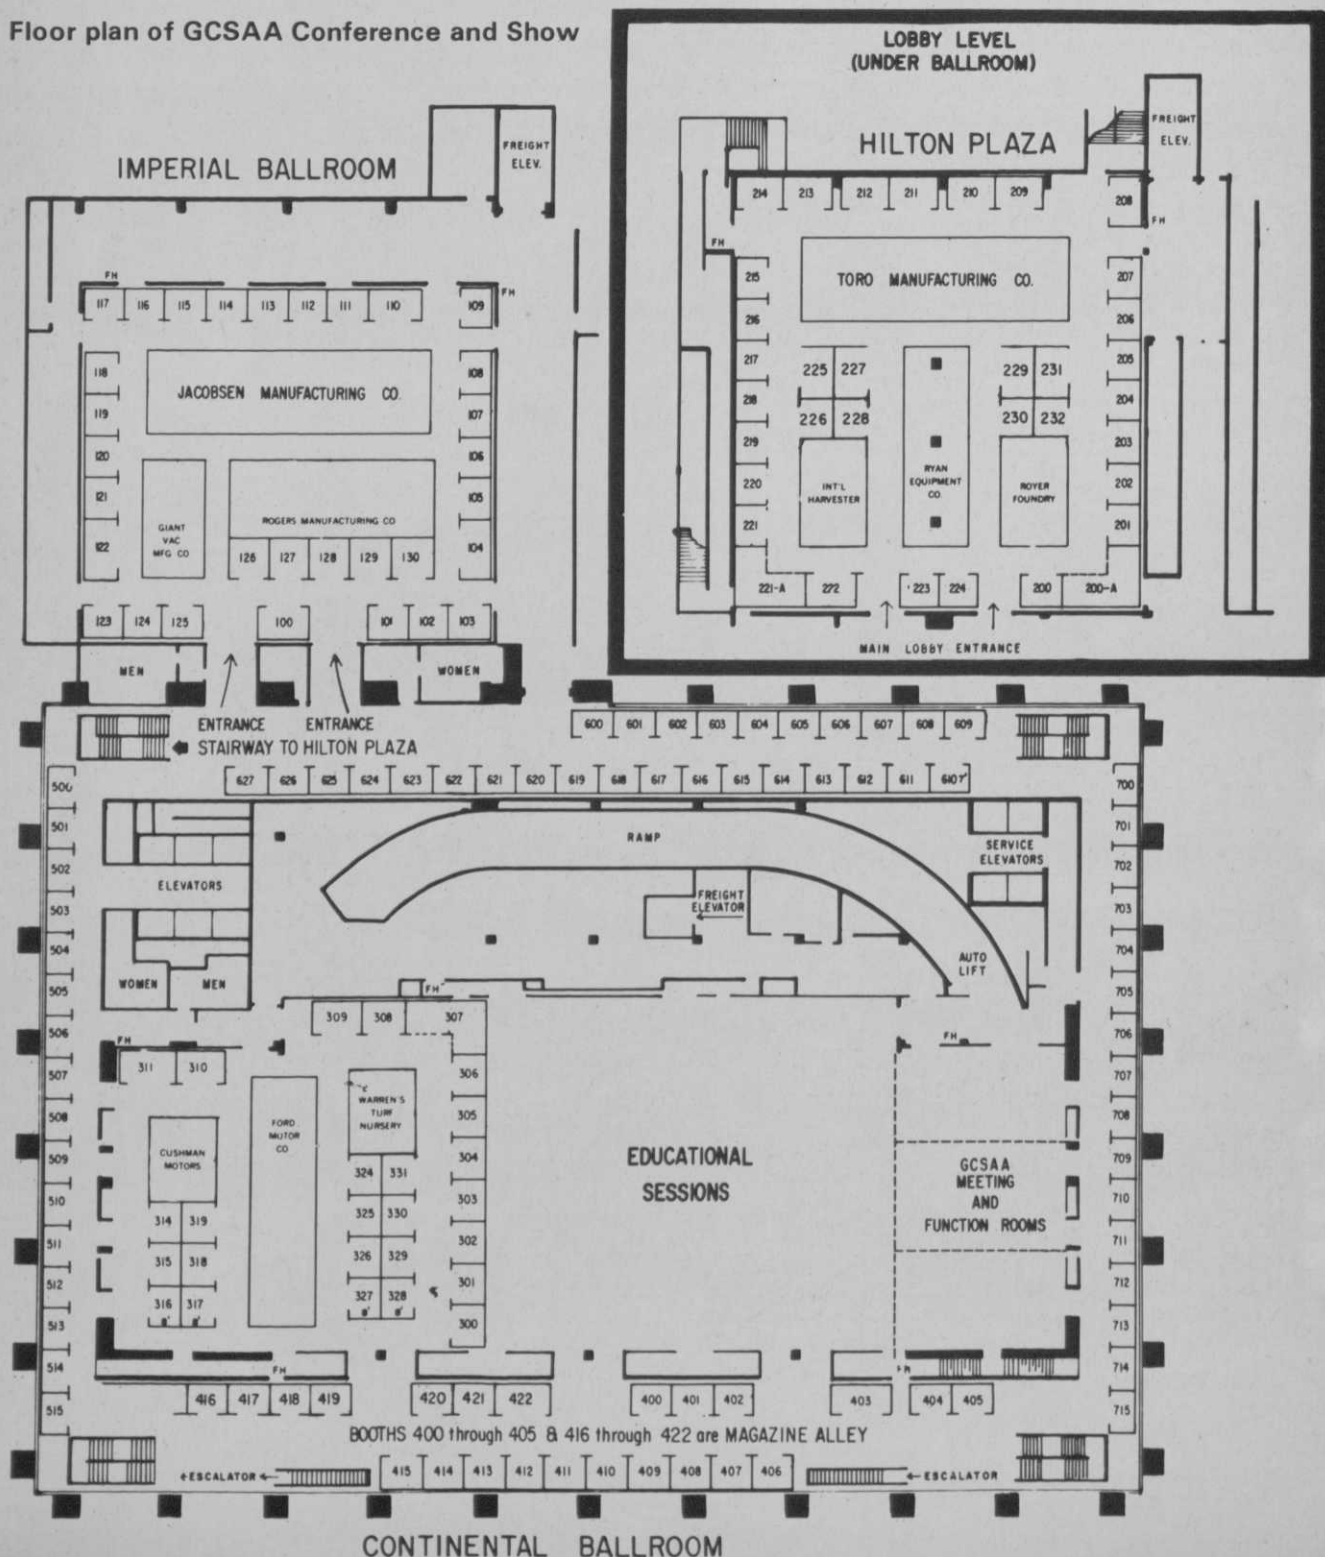 Floor plan of GCSAA Conference and Show
LOBBY LEVEL
(UNDER BALLROOM)
HILTON PLAZA
FREIGHT
ELEV.
214 213 212 211 210 209
208
FH
FH
215
216
217
218
219
220
221
TORO MANUFACTURING CO.
207
206
205
204
203
202
201
225 227
226 228
229 231
230 232
INT'L
HARVESTER
RYAN
EQUIPMENT
CO
ROYER
FOUNDRY
221-A 272 223 224 200 200-A
MAIN LOBBY ENTRANCE
IMPERIAL BALLROOM
FREIGHT
ELEV.
FH
FH
117 116 115 114 113 112 111 110 109
118
119
120
121
122
JACOBSEN MANUFACTURING CO.
108
107
106
105
104
GIANT
VAC
MFG CO
ROGERS MANUFACTURING CO
126 127 128 129 130
123 124 125 100 101 102 103
MEN
WOMEN
ENTRANCE ENTRANCE
STAIRWAY TO HILTON PLAZA
600 601 602 603 604 605 606 607 608 609
627 626 625 624 623 622 621 620 619 618 617 616 615 614 613 612 611 610
500
501
502
503
504
505
506
507
508
509
510
511
512
513
514
515
700
701
702
703
704
705
706
707
708
709
710
711
712
713
714
715
RAMP
SERVICE
ELEVATORS
ELEVATORS
FREIGHT
ELEVATOR
AUTO
LIFT
WOMEN MEN
FH
FH
FH
309 308 307
311 310
306
305
304
303
302
301
300
WARREN'S
TURF
NURSERY
FORD
MOTOR
CO
CUSHMAN
MOTORS
324 331
325 330
326 329
327 328
8' 8'
314 319
315 318
316 317
8' 8'
EDUCATIONAL
SESSIONS
GCSAA
MEETING
AND
FUNCTION ROOMS
FH
FH
416 417 418 419 420 421 422 400 401 402 403 404 405
BOOTHS 400 through 405 & 416 through 422 are MAGAZINE ALLEY
ESCALATOR
415 414 413 412 411 410 409 408 407 406
ESCALATOR
CONTINENTAL BALLROOM